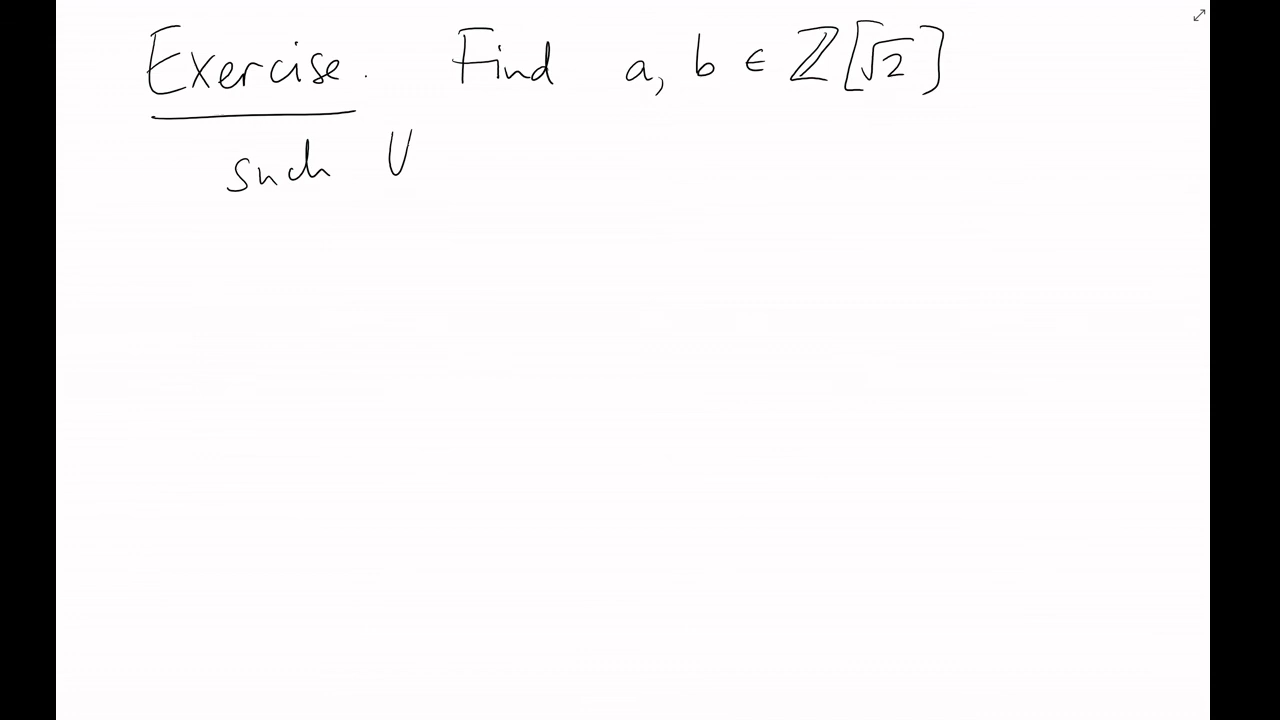 Exercise. Find a, b ∈ ℤ[√2]
such